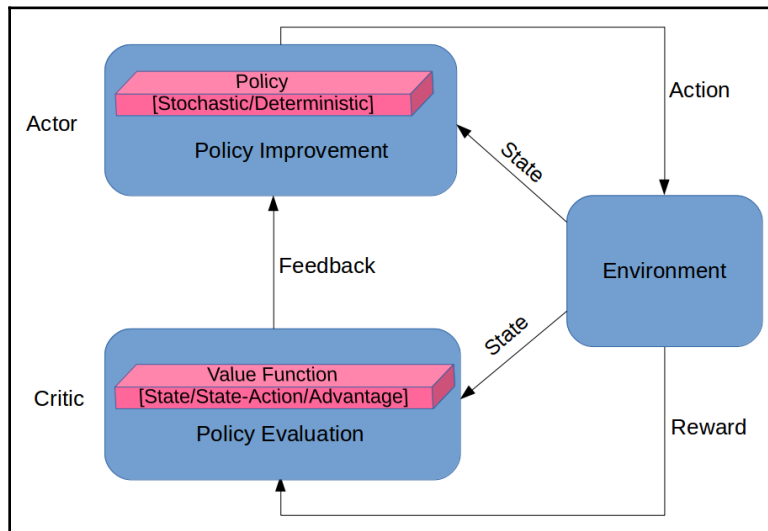 Policy
[Stochastic/Deterministic]
Actor
Policy Improvement
Action
State
Feedback
Environment
State
Value Function
[State/State-Action/Advantage]
Critic
Policy Evaluation
Reward